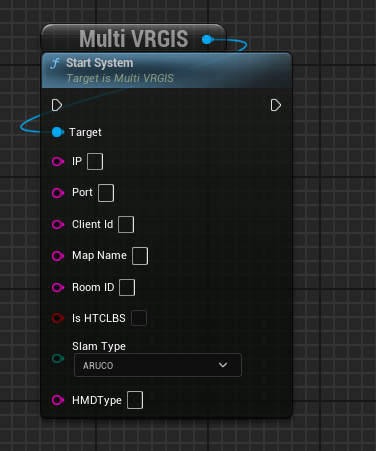 Multi VRGIS
f Start System
Target is Multi VRGIS
Target
IP
Port
Client Id
Map Name
Room ID
Is HTCLBS
Slam Type
ARUCO
HMDType